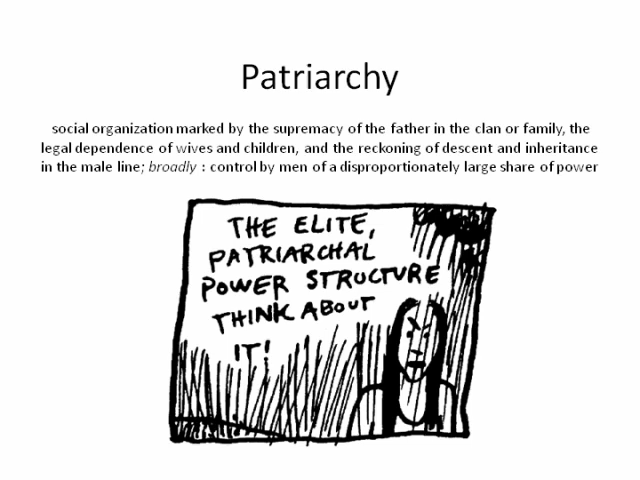 Patriarchy
social organization marked by the supremacy of the father in the clan or family, the
legal dependence of wives and children, and the reckoning of descent and inheritance
in the male line; broadly : control by men of a disproportionately large share of power
THE ELITE,
PATRIARCHAL
POWER STRUCTURE
THINK ABOUT
IT!